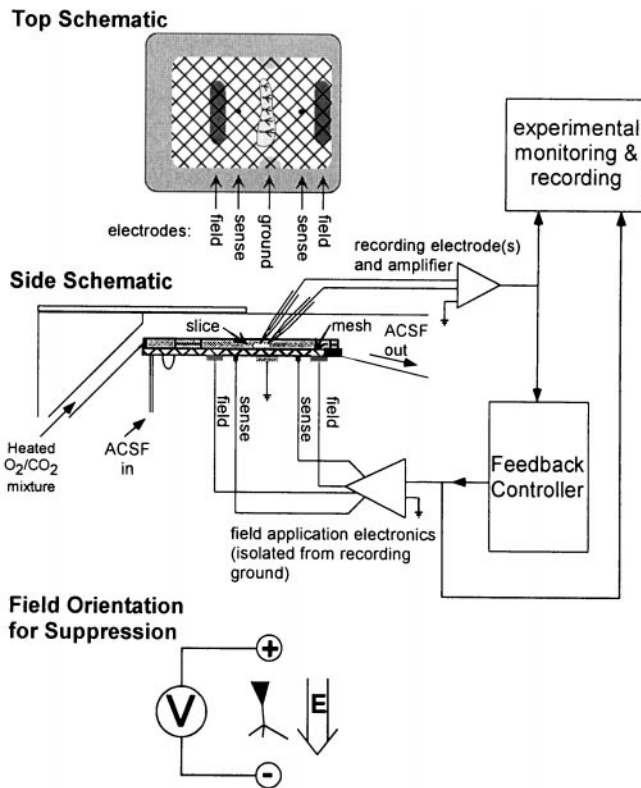 Top Schematic
electrodes:
field
sense
ground
sense
field
experimental
monitoring &
recording
recording electrode(s)
and amplifier
Side Schematic
slice
mesh
ACSF
out
field
sense
sense
field
Heated
O2/CO2
mixture
ACSF
in
Feedback
Controller
field application electronics
(isolated from recording
ground)
Field Orientation
for Suppression
+
V
E
-